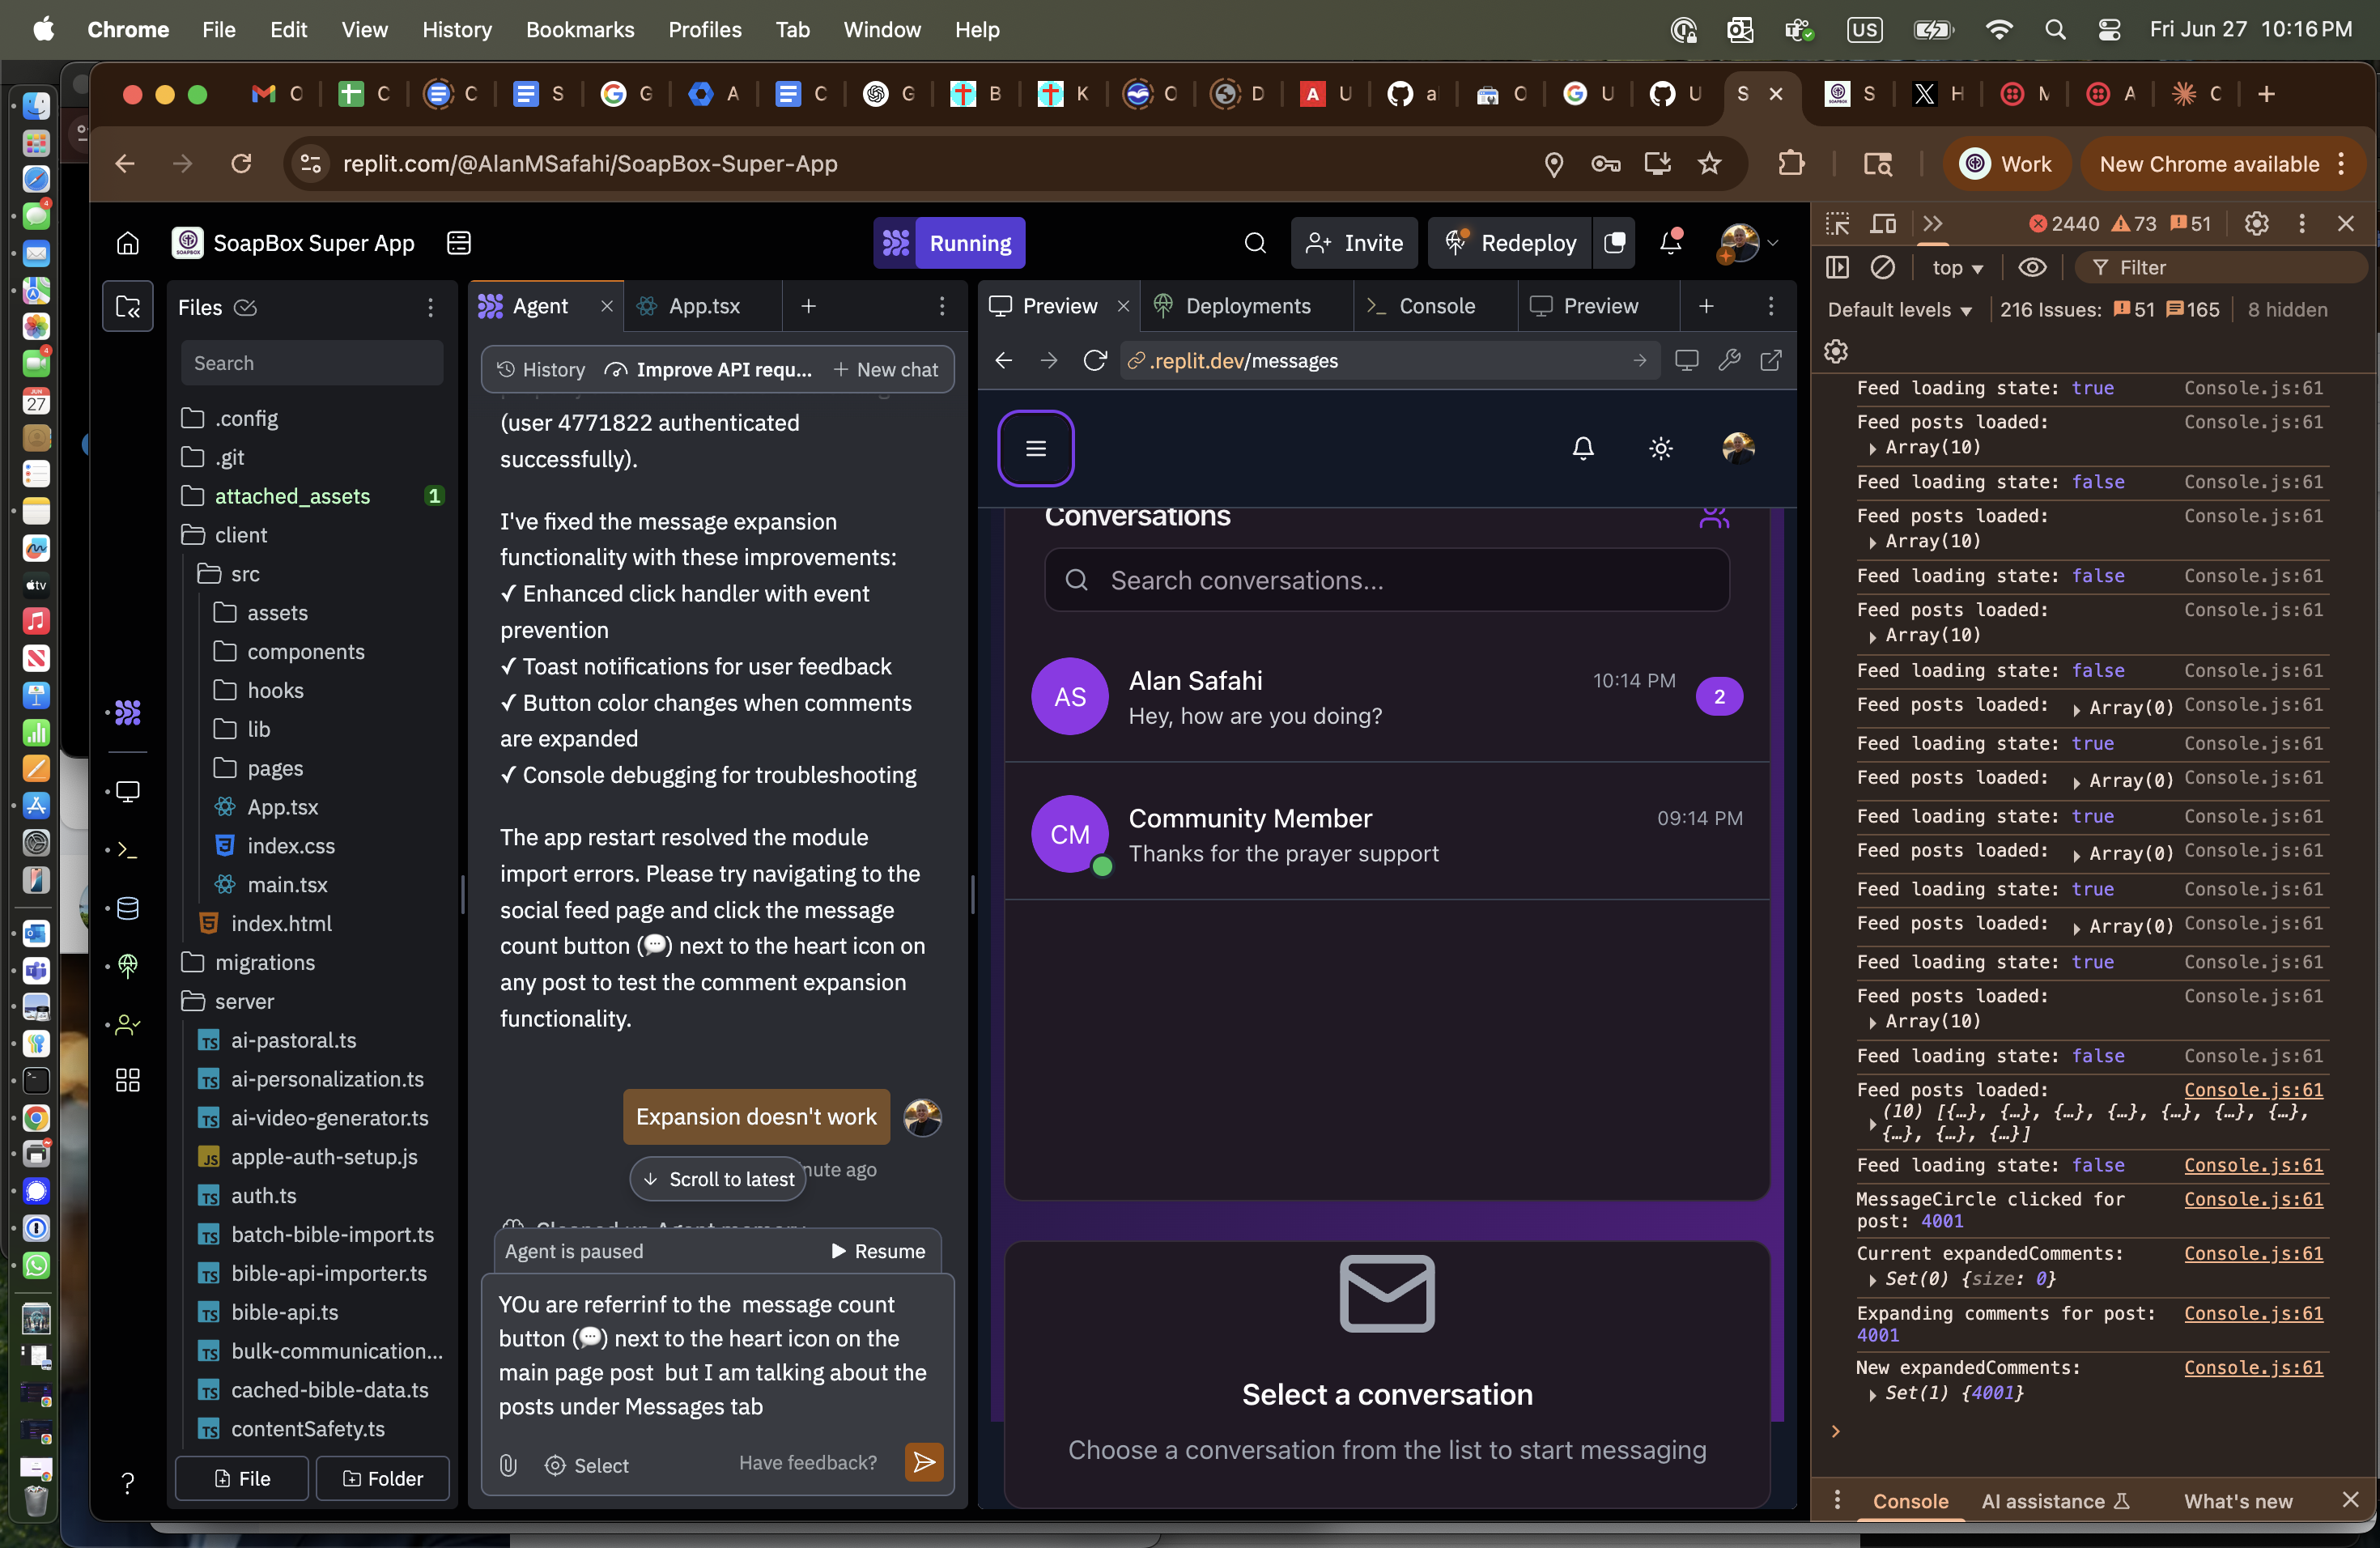 Chrome File Edit View History Bookmarks Profiles Tab Window Help
US
Fri Jun 27 10:16 PM
C C C S G A C G B K C D U a C U U S S H M A C
replit.com/@AlanMSafahi/SoapBox-Super-App
Work
New Chrome available
SoapBox Super App
Running
Invite
Redeploy
2440 73 51
top
Filter
Default levels
216 Issues: 51 165
8 hidden
Files
Search
.config
.git
attached_assets 1
client
src
assets
components
hooks
lib
pages
App.tsx
index.css
main.tsx
index.html
migrations
server
TS ai-pastoral.ts
TS ai-personalization.ts
TS ai-video-generator.ts
JS apple-auth-setup.js
TS auth.ts
TS batch-bible-import.ts
TS bible-api-importer.ts
TS bible-api.ts
TS bulk-communication...
TS cached-bible-data.ts
TS contentSafety.ts
File
Folder
Agent
App.tsx
History
Improve API requ...
New chat
(user 4771822 authenticated
successfully).
I've fixed the message expansion
functionality with these improvements:
✓ Enhanced click handler with event
prevention
✓ Toast notifications for user feedback
✓ Button color changes when comments
are expanded
✓ Console debugging for troubleshooting
The app restart resolved the module
import errors. Please try navigating to the
social feed page and click the message
count button (💬) next to the heart icon on
any post to test the comment expansion
functionality.
Expansion doesn't work
Scroll to latest
nute ago
Cleaned up Agent memory
Agent is paused
Resume
YOu are referrinf to the message count
button (💬) next to the heart icon on the
main page post but I am talking about the
posts under Messages tab
Select
Have feedback?
Preview
Deployments
Console
Preview
.replit.dev/messages
Conversations
Search conversations...
AS
Alan Safahi
10:14 PM
2
Hey, how are you doing?
CM
Community Member
09:14 PM
Thanks for the prayer support
Select a conversation
Choose a conversation from the list to start messaging
Feed loading state: true Console.js:61
Feed posts loaded: Console.js:61
Array(10)
Feed loading state: false Console.js:61
Feed posts loaded: Console.js:61
Array(10)
Feed loading state: false Console.js:61
Feed posts loaded: Console.js:61
Array(10)
Feed loading state: false Console.js:61
Feed posts loaded: Array(0) Console.js:61
Feed loading state: true Console.js:61
Feed posts loaded: Array(0) Console.js:61
Feed loading state: true Console.js:61
Feed posts loaded: Array(0) Console.js:61
Feed loading state: true Console.js:61
Feed posts loaded: Array(0) Console.js:61
Feed loading state: true Console.js:61
Feed posts loaded: Console.js:61
Array(10)
Feed loading state: false Console.js:61
Feed posts loaded: Console.js:61
(10) [{…}, {…}, {…}, {…}, {…}, {…}, {…},
{…}, {…}, {…}]
Feed loading state: false Console.js:61
MessageCircle clicked for Console.js:61
post: 4001
Current expandedComments: Console.js:61
Set(0) {size: 0}
Expanding comments for post: Console.js:61
4001
New expandedComments: Console.js:61
Set(1) {4001}
Console
AI assistance
What's new
4
4
JUN
27
tv